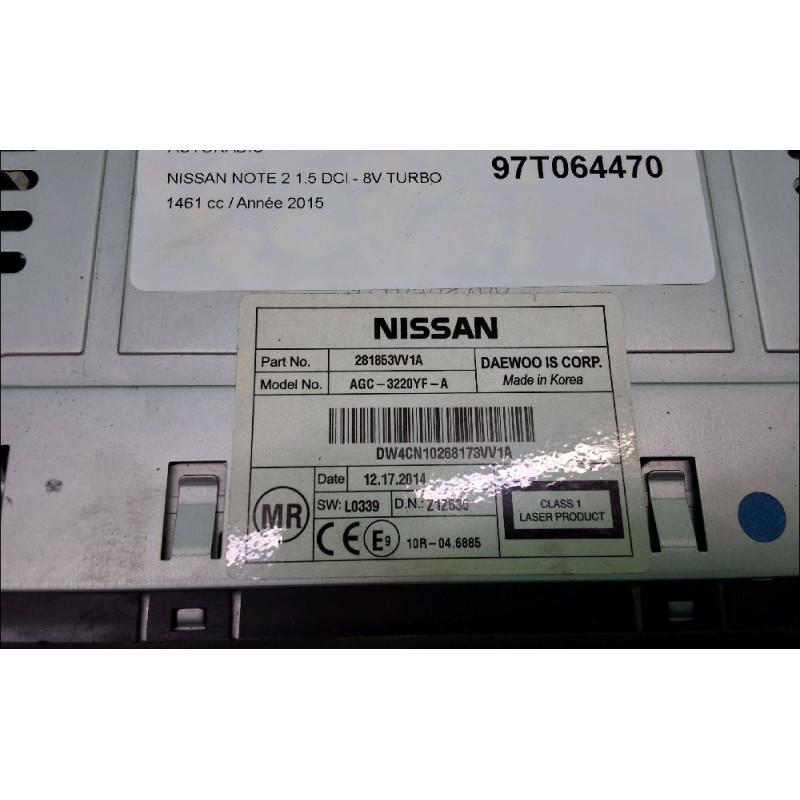 NISSAN NOTE 2 1.5 DCI - 8V TURBO
97T064470
1461 cc / Année 2015
NISSAN
Part No. 281853VV1A
DAEWOO IS CORP.
Model No. AGC-3220YF-A
Made in Korea
DW4CN10268173VV1A
Date 12.17.2014
MR
SW: L0339 D.N.: Z1Z636
CLASS 1
LASER PRODUCT
CE E9 10R-04.6885